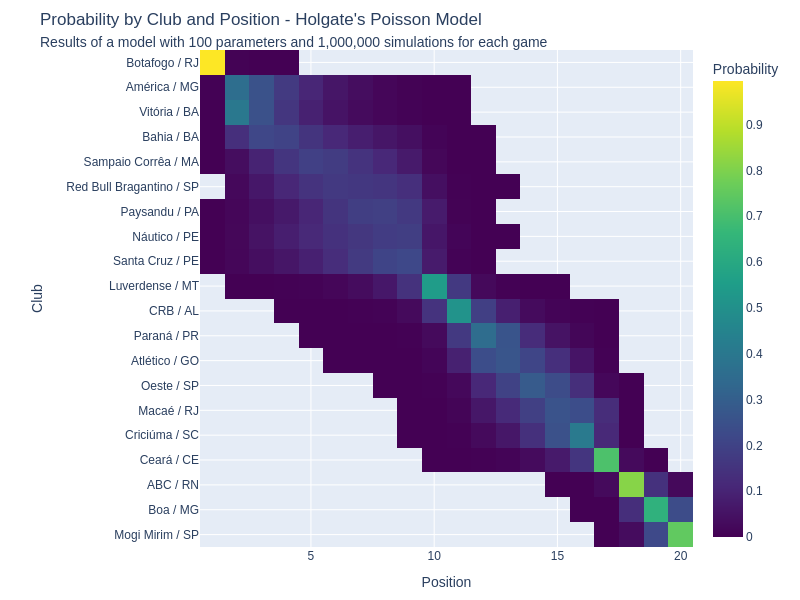 Probability by Club and Position - Holgate's Poisson Model
Results of a model with 100 parameters and 1,000,000 simulations for each game
Probability
Club
Botafogo / RJ
América / MG
Vitória / BA
Bahia / BA
Sampaio Corrêa / MA
Red Bull Bragantino / SP
Paysandu / PA
Náutico / PE
Santa Cruz / PE
Luverdense / MT
CRB / AL
Paraná / PR
Atlético / GO
Oeste / SP
Macaé / RJ
Criciúma / SC
Ceará / CE
ABC / RN
Boa / MG
Mogi Mirim / SP
0.9
0.8
0.7
0.6
0.5
0.4
0.3
0.2
0.1
0
5 10 15 20
Position